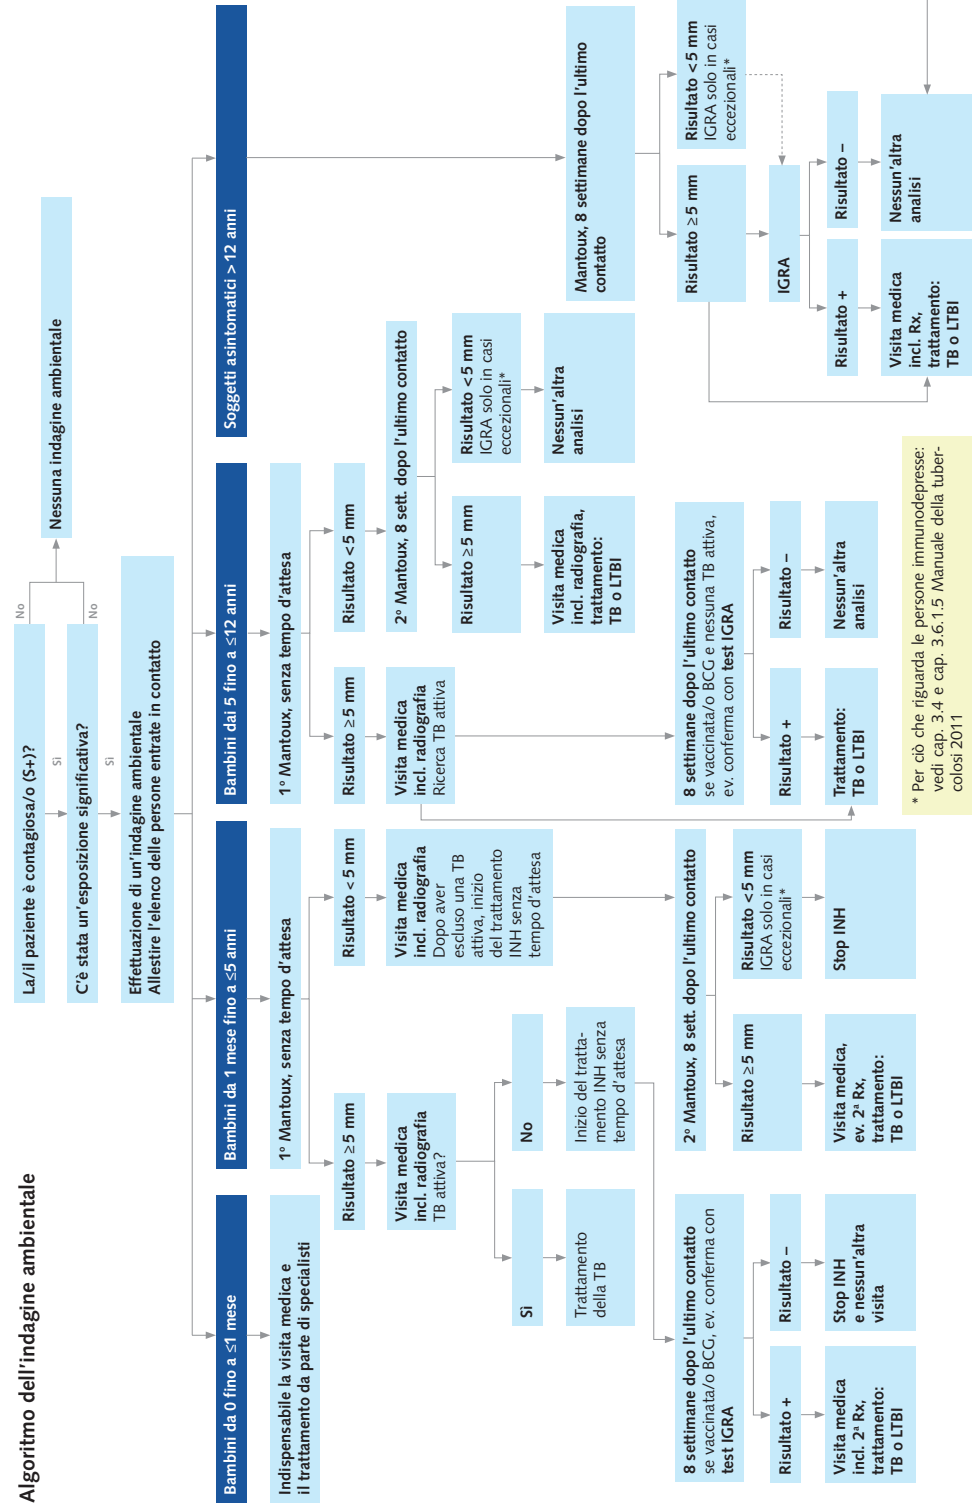 Algoritmo dell'indagine ambientale
La/il paziente è contagiosa/o (S+)?
No
Sì
C'è stata un'esposizione significativa?
No
Sì
Nessuna indagine ambientale
Effettuazione di un'indagine ambientale
Allestire l'elenco delle persone entrate in contatto
Bambini da 0 fino a ≤1 mese
Indispensabile la visita medica e
il trattamento da parte di specialisti
Bambini da 1 mese fino a ≤5 anni
1º Mantoux, senza tempo d'attesa
Risultato ≥5 mm
Visita medica
incl. radiografia
TB attiva?
Sì
Trattamento
della TB
No
Inizio del tratta-
mento INH senza
tempo d'attesa
8 settimane dopo l'ultimo contatto
se vaccinata/o BCG, ev. conferma con
test IGRA
Risultato +
Visita medica
incl. 2ª Rx,
trattamento:
TB o LTBI
Risultato –
Stop INH
e nessun'altra
visita
Risultato <5 mm
Visita medica
incl. radiografia
Dopo aver
escluso una TB
attiva, inizio
del trattamento
INH senza
tempo d'attesa
2º Mantoux, 8 sett. dopo l'ultimo contatto
Risultato ≥5 mm
Visita medica,
ev. 2ª Rx,
trattamento:
TB o LTBI
Risultato <5 mm
IGRA solo in casi
eccezionali*
Stop INH
Bambini dai 5 fino a ≤12 anni
1º Mantoux, senza tempo d'attesa
Risultato ≥5 mm
Visita medica
incl. radiografia
Ricerca TB attiva
8 settimane dopo l'ultimo contatto
se vaccinata/o BCG e nessuna TB attiva,
ev. conferma con test IGRA
Risultato +
Trattamento:
TB o LTBI
Risultato –
Nessun'altra
analisi
Risultato <5 mm
2º Mantoux, 8 sett. dopo l'ultimo contatto
Risultato ≥5 mm
Visita medica
incl. radiografia,
trattamento:
TB o LTBI
Risultato <5 mm
IGRA solo in casi
eccezionali*
Nessun'altra
analisi
Soggetti asintomatici >12 anni
Mantoux, 8 settimane dopo l'ultimo
contatto
Risultato ≥5 mm
Risultato <5 mm
IGRA solo in casi
eccezionali*
IGRA
Risultato +
Visita medica
incl. Rx,
trattamento:
TB o LTBI
Risultato –
Nessun'altra
analisi
* Per ciò che riguarda le persone immunodepresse:
vedi cap. 3.4 e cap. 3.6.1.5 Manuale della tuber-
colosi 2011